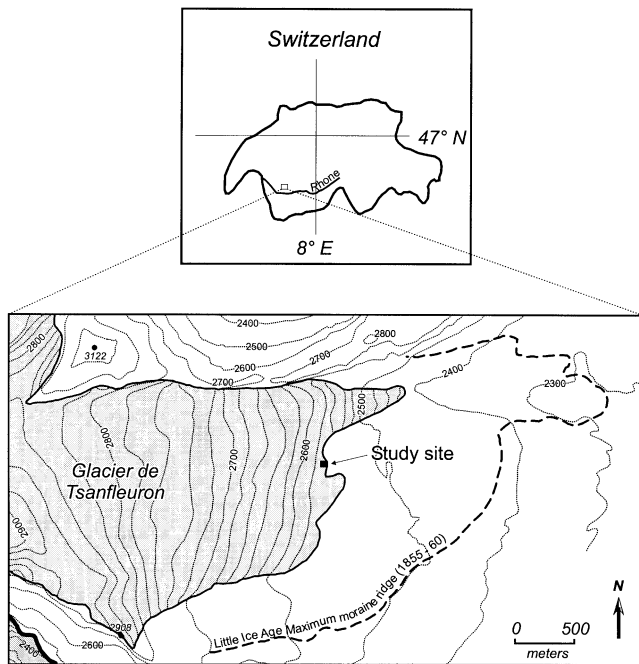 Switzerland
47° N
Rhone
8° E
2400
2500
2600
2700
2800
2700
2800
3122
2400
2300
2500
2800
2700
2600
Study site
Glacier de
Tsanfleuron
2900
Little Ice Age Maximum moraine ridge (1855 - 60)
2908
2600
2400
N
0 500
meters